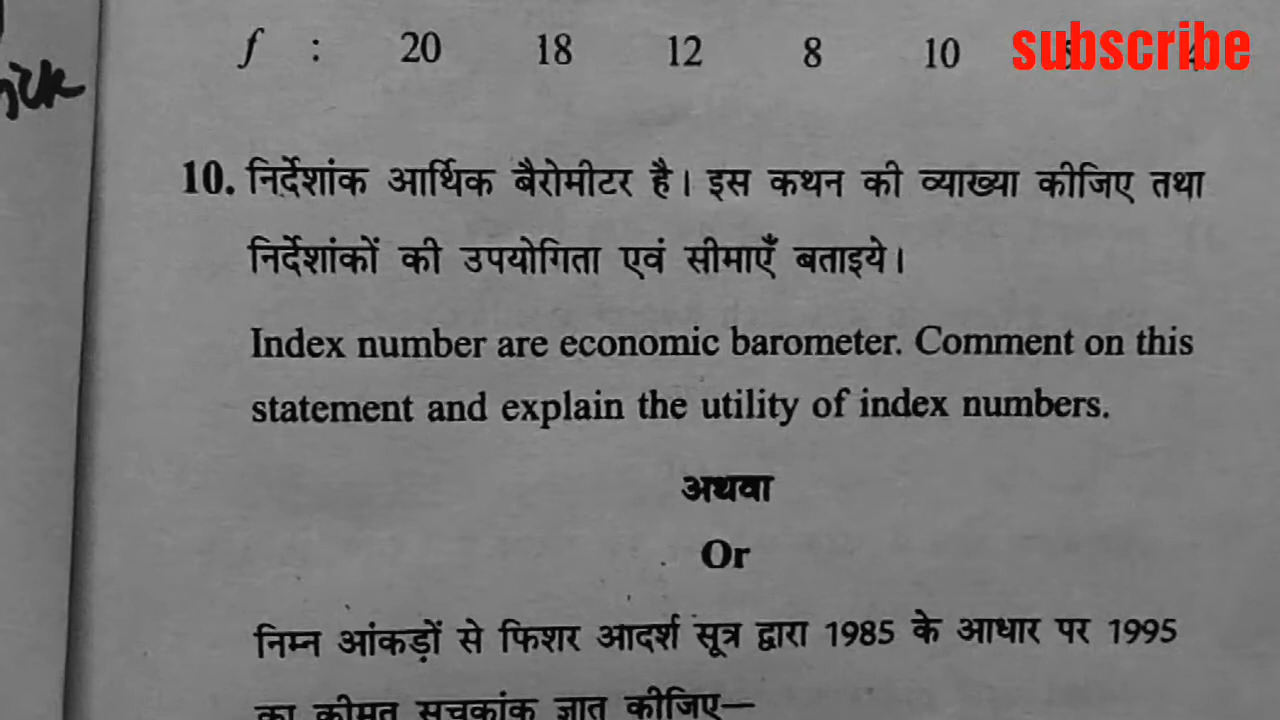 f : 20 18 12 8 10
subscribe
10. निर्देशांक आर्थिक बैरोमीटर है। इस कथन की व्याख्या कीजिए तथा
निर्देशांकों की उपयोगिता एवं सीमाएँ बताइये।
Index number are economic barometer. Comment on this
statement and explain the utility of index numbers.
अथवा
Or
निम्न आंकड़ों से फिशर आदर्श सूत्र द्वारा 1985 के आधार पर 1995
का कीमत सूचकांक ज्ञात कीजिए—